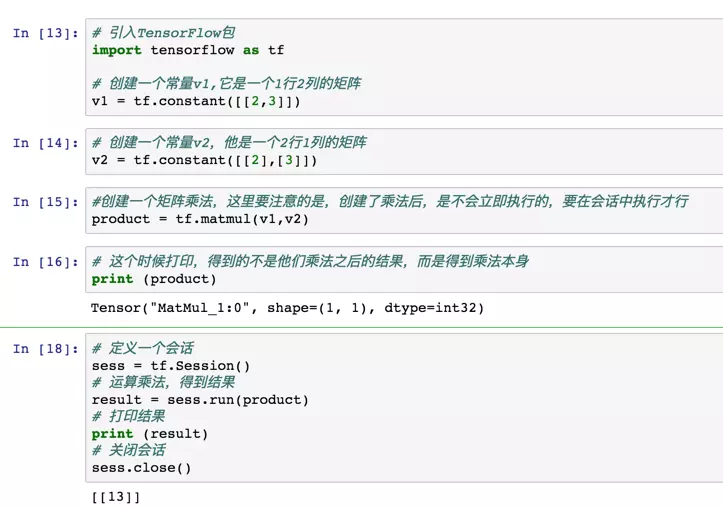 In [13]: # 引入TensorFlow包
import tensorflow as tf
# 创建一个常量v1,它是一个1行2列的矩阵
v1 = tf.constant([[2,3]])
In [14]: # 创建一个常量v2，他是一个2行1列的矩阵
v2 = tf.constant([[2],[3]])
In [15]: #创建一个矩阵乘法，这里要注意的是，创建了乘法后，是不会立即执行的，要在会话中执行才行
product = tf.matmul(v1,v2)
In [16]: # 这个时候打印，得到的不是他们乘法之后的结果，而是得到乘法本身
print (product)
Tensor("MatMul_1:0", shape=(1, 1), dtype=int32)
In [18]: # 定义一个会话
sess = tf.Session()
# 运算乘法，得到结果
result = sess.run(product)
# 打印结果
print (result)
# 关闭会话
sess.close()
[[13]]